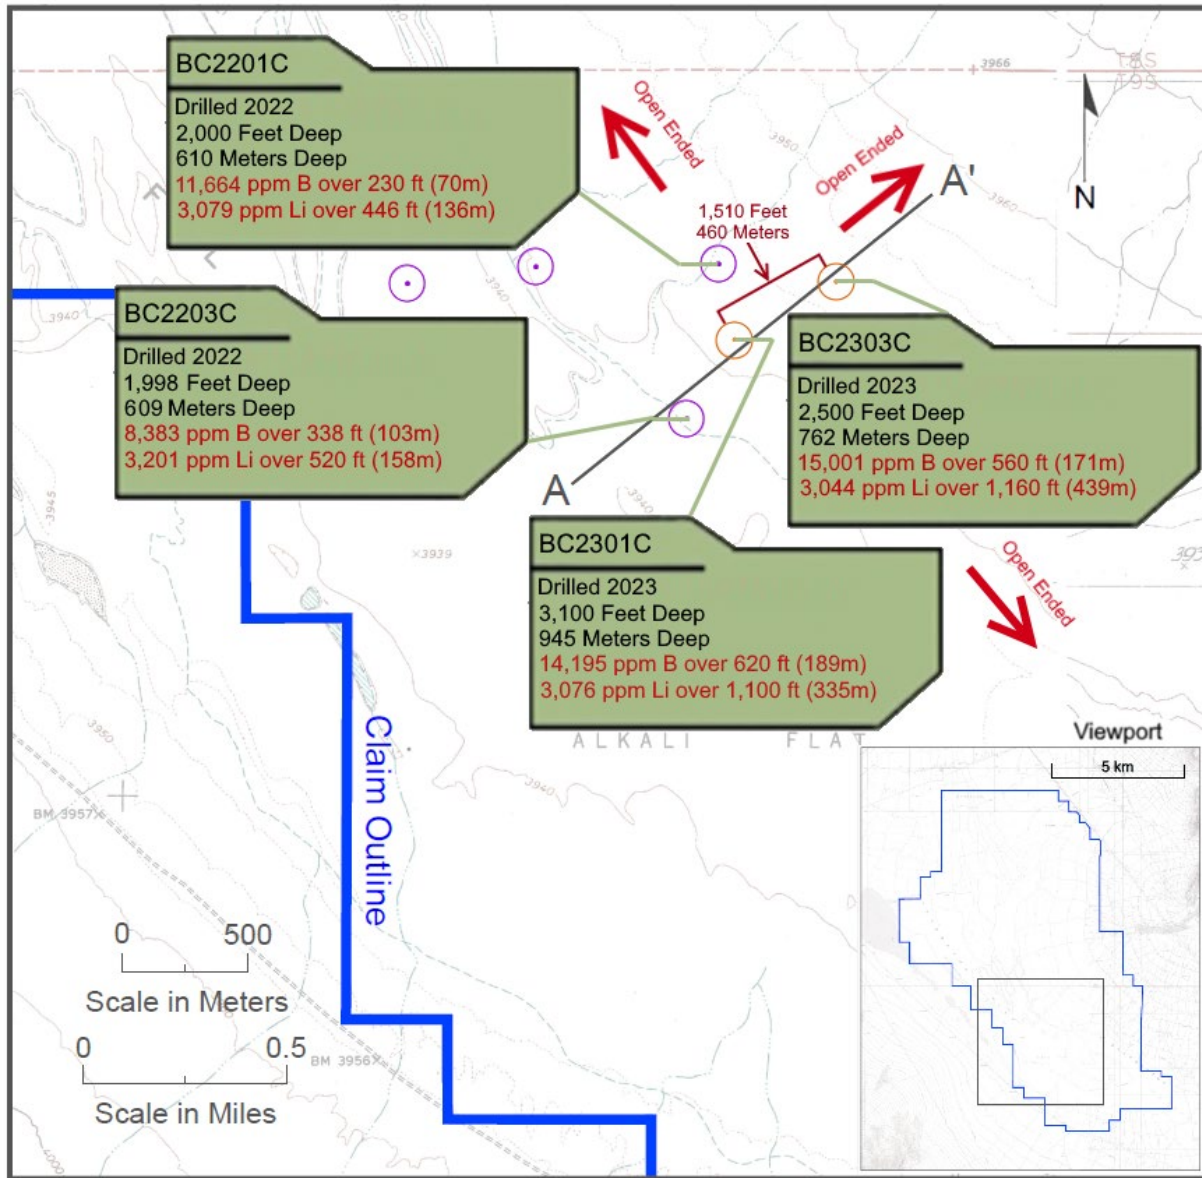 BC2201C
Drilled 2022
2,000 Feet Deep
610 Meters Deep
11,664 ppm B over 230 ft (70m)
3,079 ppm Li over 446 ft (136m)
Open Ended
Open Ended
3966
T8S
T9S
3950
A'
N
3960
1,510 Feet
460 Meters
3940
3940
BC2203C
Drilled 2022
1,998 Feet Deep
609 Meters Deep
8,383 ppm B over 338 ft (103m)
3,201 ppm Li over 520 ft (158m)
BC2303C
Drilled 2023
2,500 Feet Deep
762 Meters Deep
15,001 ppm B over 560 ft (171m)
3,044 ppm Li over 1,160 ft (439m)
A
3940
3945
×3939
BC2301C
Drilled 2023
3,100 Feet Deep
945 Meters Deep
14,195 ppm B over 620 ft (189m)
3,076 ppm Li over 1,100 ft (335m)
Open Ended
ALKALI FLAT
3950
3940
BM 3957×
Claim Outline
Viewport
5 km
0 500
Scale in Meters
0 0.5
Scale in Miles
BM 3956×
4000